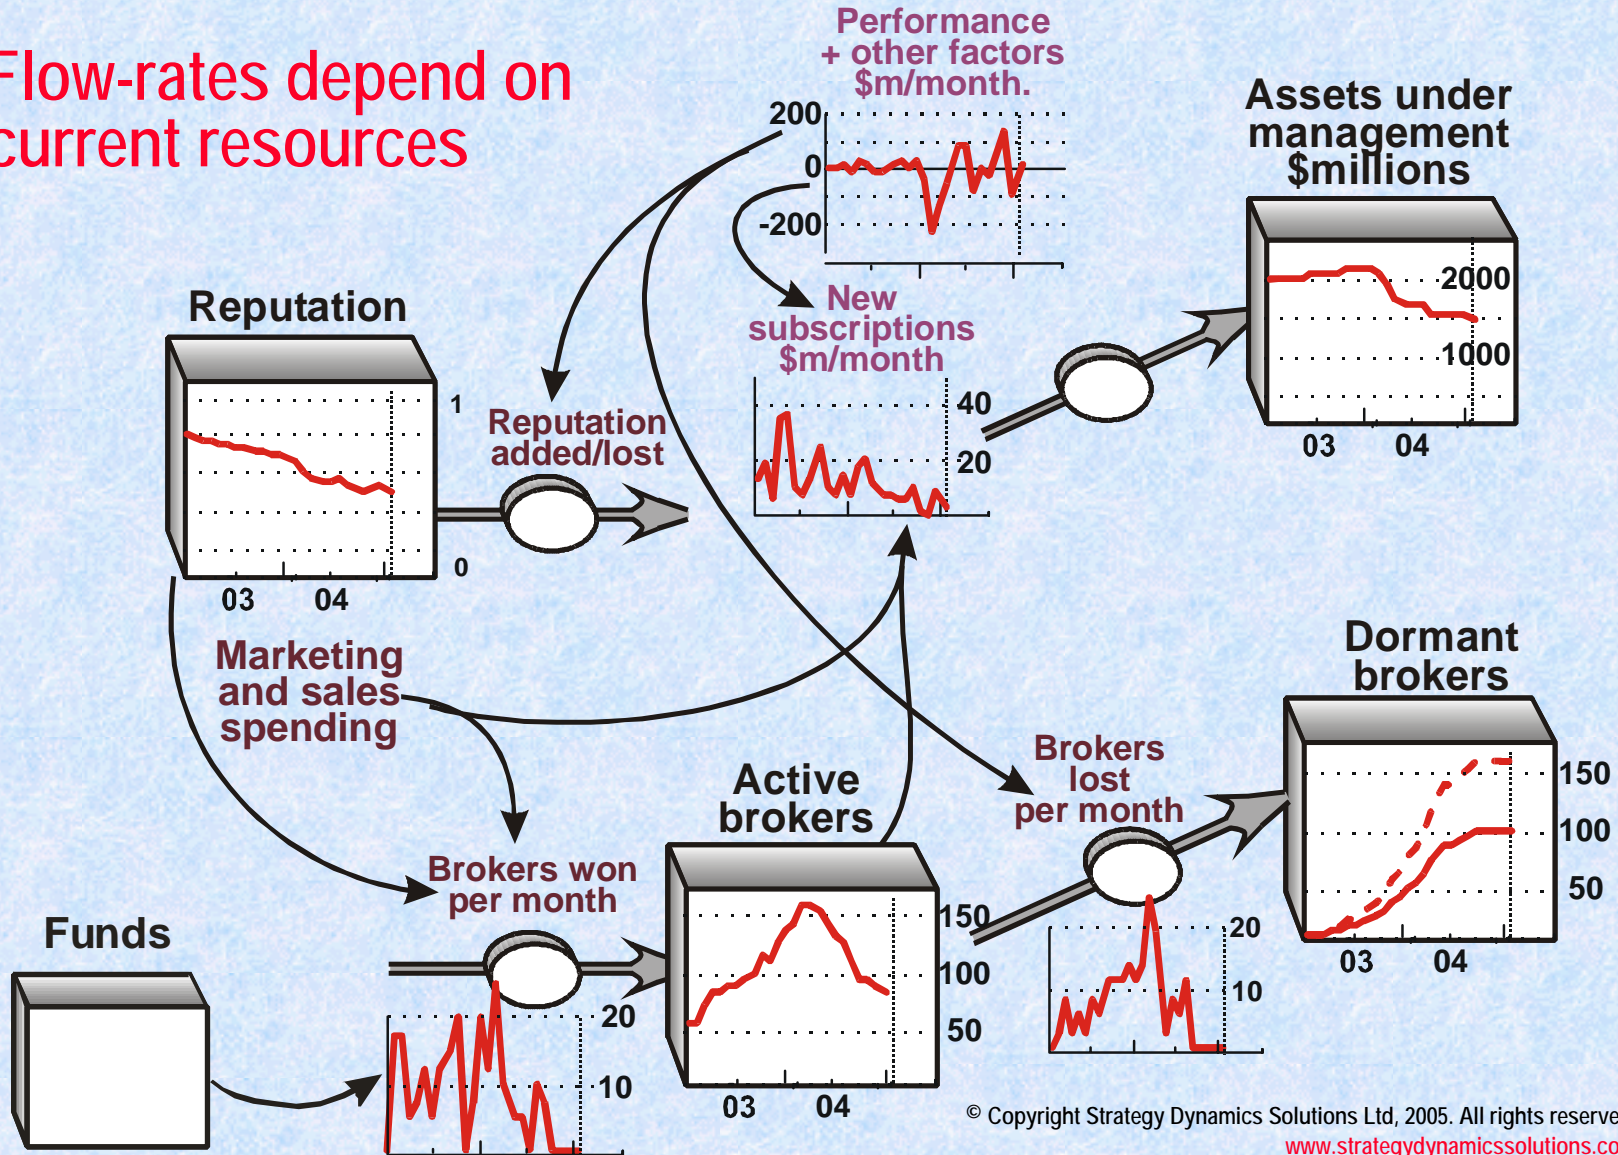 Flow-rates depend on
current resources
Performance
+ other factors
$m/month.
200
0
-200
Assets under
management
$millions
2000
1000
03 04
Reputation
1
0
03 04
Reputation
added/lost
New
subscriptions
$m/month
40
20
Marketing
and sales
spending
Dormant
brokers
150
100
50
03 04
Brokers
lost
per month
20
10
Active
brokers
150
100
50
03 04
Brokers won
per month
20
10
Funds
© Copyright Strategy Dynamics Solutions Ltd, 2005. All rights reserve
www.strategydynamicssolutions.co